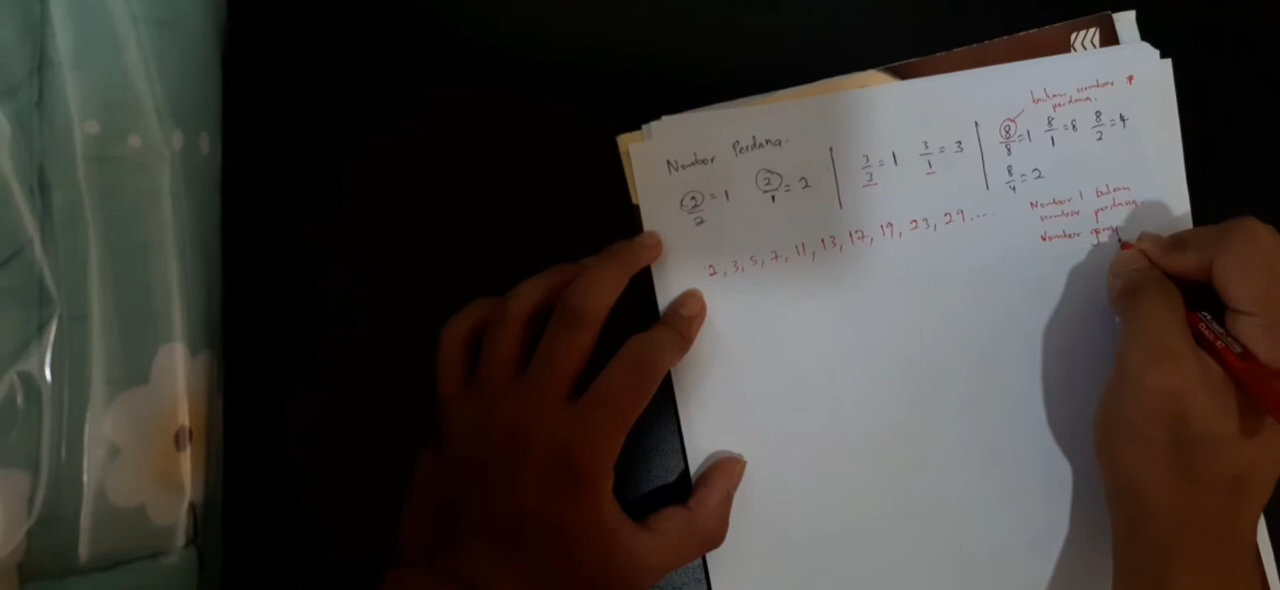 Nombor Perdana.
2/2 = 1 2/1 = 2 | 3/3 = 1 3/1 = 3 | 8/8 = 1 8/1 = 8 8/2 = 4
8/4 = 2
bukan nombor *
perdana.
2, 3, 5, 7, 11, 13, 17, 19, 23, 29....
Nombor 1 bukan
nombor perdana.
Nombor gena